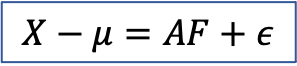 X − μ = AF + ϵ